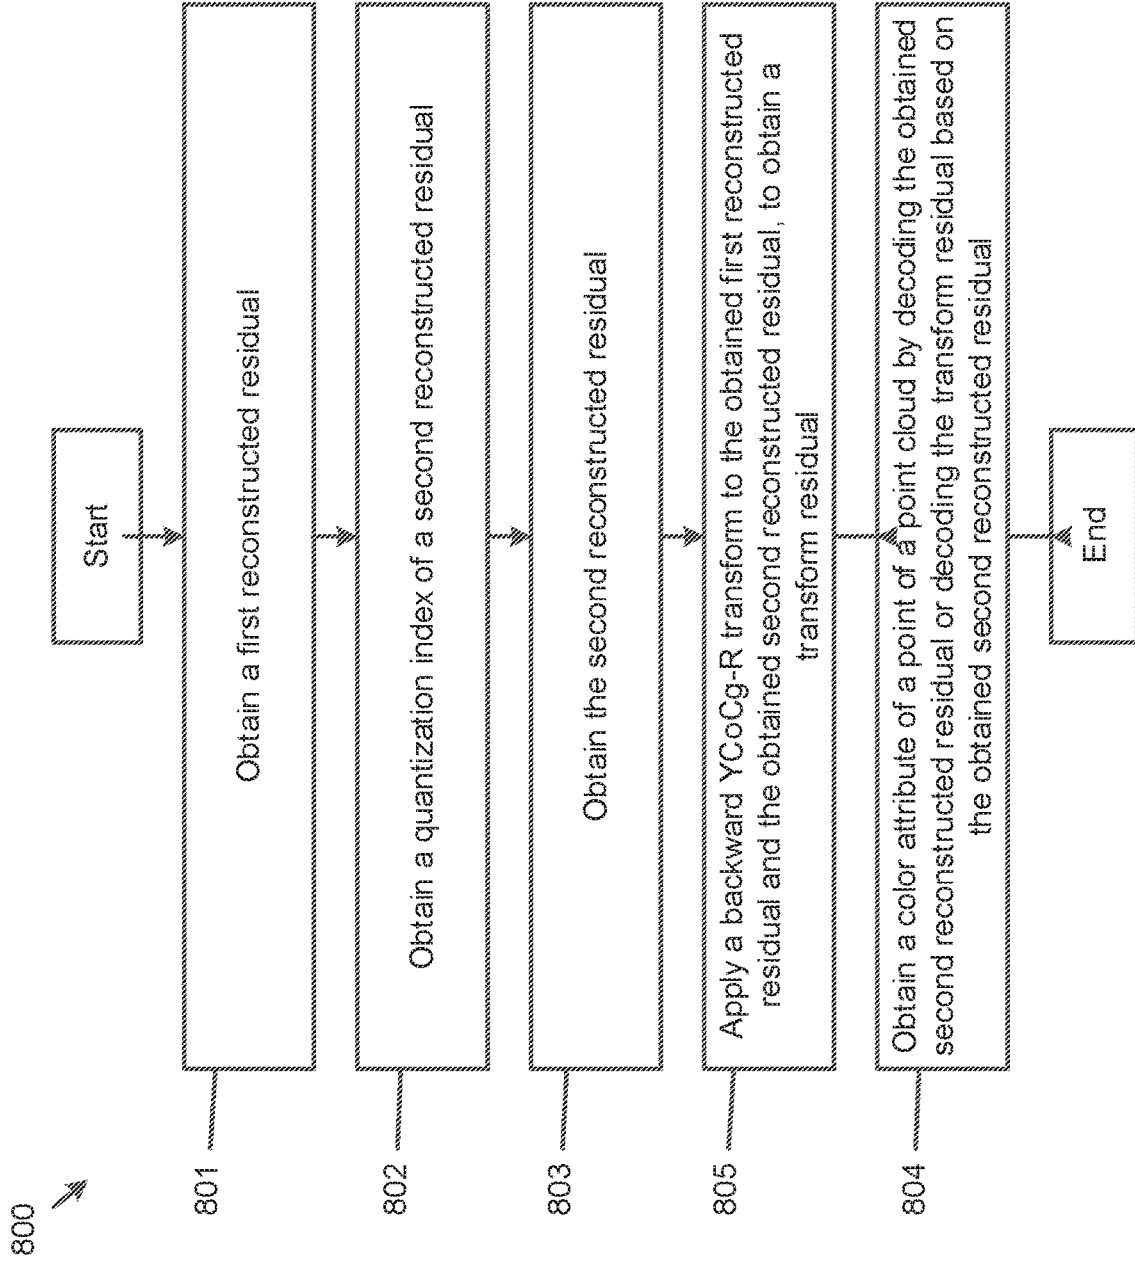 800
Start
801
Obtain a first reconstructed residual
802
Obtain a quantization index of a second reconstructed residual
803
Obtain the second reconstructed residual
805
Apply a backward YCoCg-R transform to the obtained first reconstructed
residual and the obtained second reconstructed residual, to obtain a
transform residual
804
Obtain a color attribute of a point of a point cloud by decoding the obtained
second reconstructed residual or decoding the transform residual based on
the obtained second reconstructed residual
End